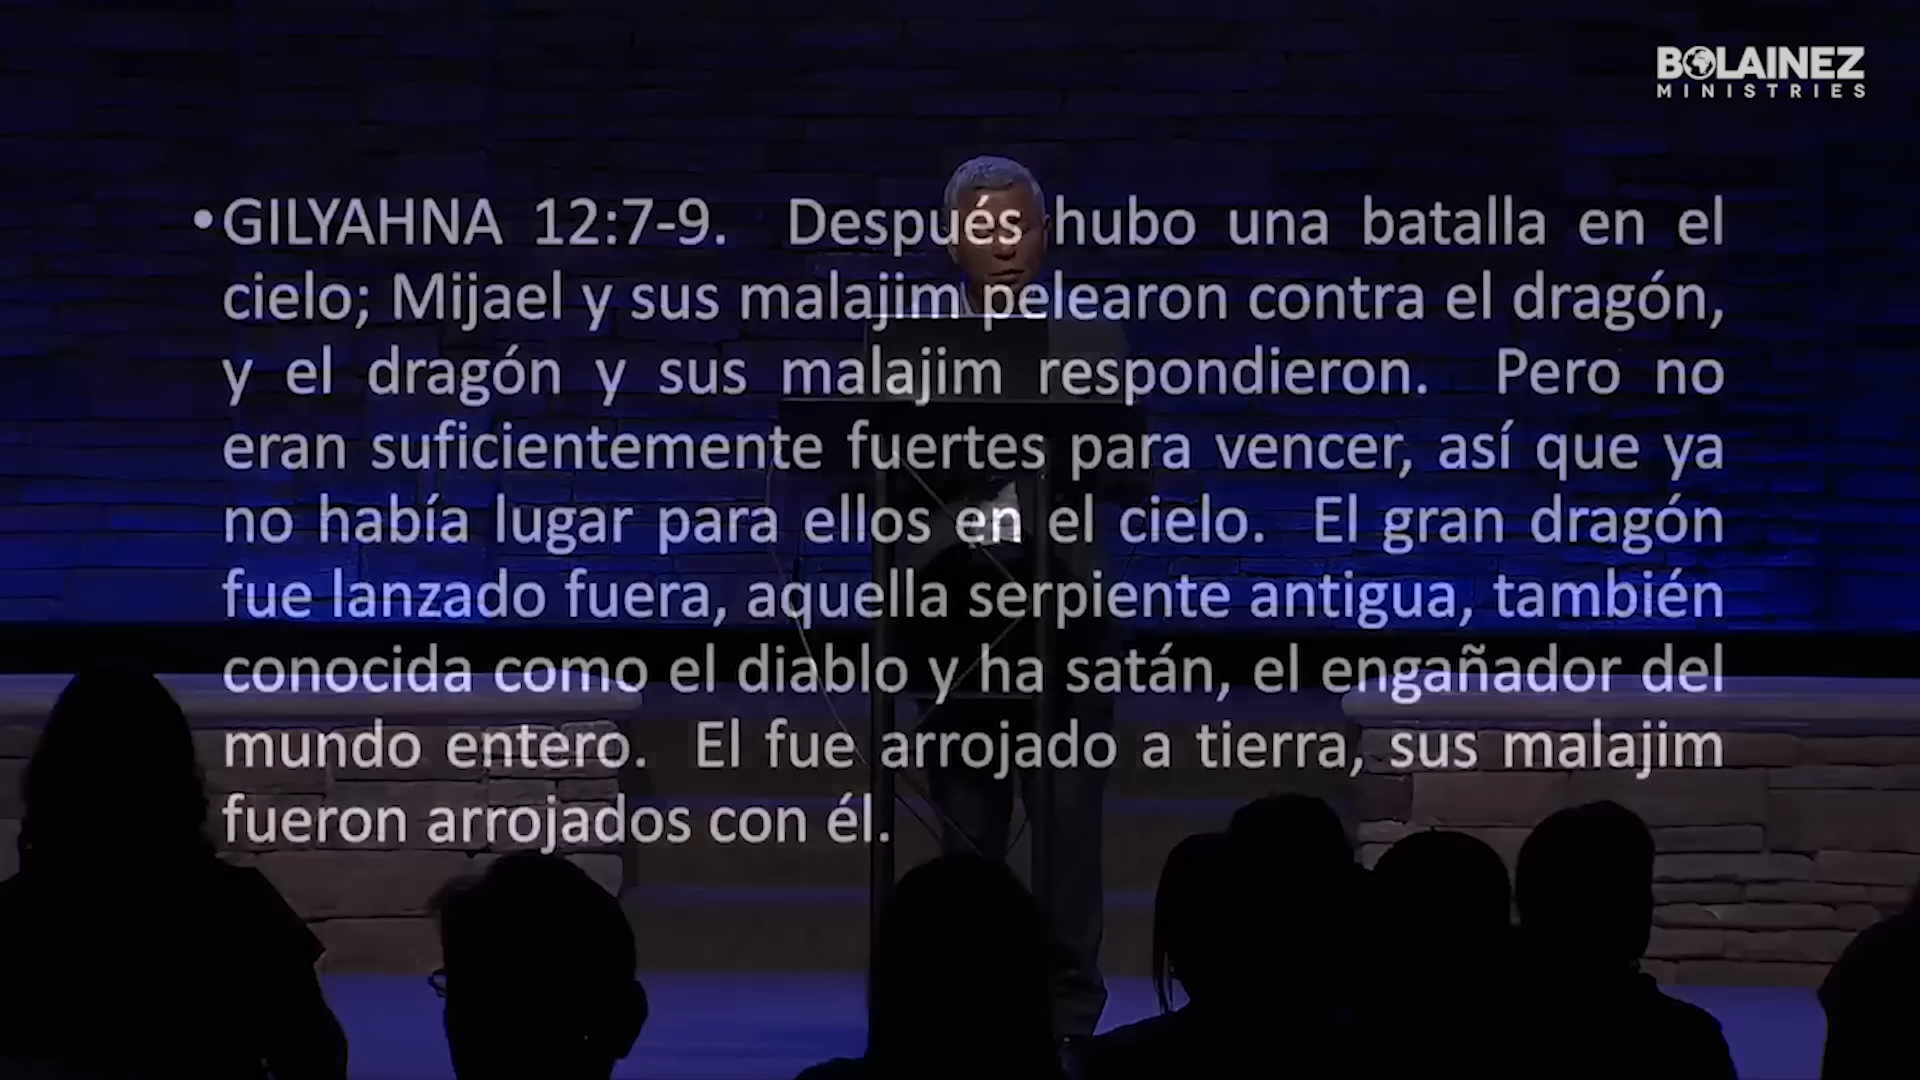 BOLAINEZ
MINISTRIES
•GILYAHNA 12:7-9. Después hubo una batalla en el
cielo; Mijael y sus malajim pelearon contra el dragón,
y el dragón y sus malajim respondieron. Pero no
eran suficientemente fuertes para vencer, así que ya
no había lugar para ellos en el cielo. El gran dragón
fue lanzado fuera, aquella serpiente antigua, también
conocida como el diablo y ha satán, el engañador del
mundo entero. El fue arrojado a tierra, sus malajim
fueron arrojados con él.